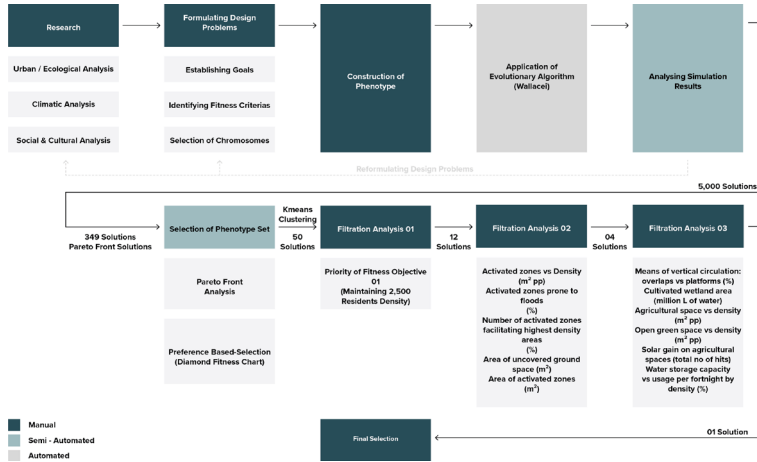 Research
Urban / Ecological Analysis
Climatic Analysis
Social & Cultural Analysis
Formulating Design
Problems
Establishing Goals
Identifying Fitness Criterias
Selection of Chromosomes
Construction of
Phenotype
Application of
Evolutionary Algorithm
(Wallacei)
Analysing Simulation
Results
Reformulating Design Problems
5,000 Solutions
349 Solutions
Pareto Front Solutions
Selection of Phenotype Set
Pareto Front
Analysis
Preference Based-Selection
(Diamond Fitness Chart)
Kmeans
Clustering
50
Solutions
Filtration Analysis 01
Priority of Fitness Objective
01
(Maintaining 2,500
Residents Density)
12
Solutions
Filtration Analysis 02
Activated zones vs Density
(m² pp)
Activated zones prone to
floods
(%)
Number of activated zones
facilitating highest density
areas
(%)
Area of uncovered ground
space (m²)
Area of activated zones
(m²)
04
Solutions
Filtration Analysis 03
Means of vertical circulation:
overlaps vs platforms (%)
Cultivated wetland area
(million L of water)
Agricultural space vs density
(m² pp)
Open green space vs density
(m² pp)
Solar gain on agricultural
spaces (total no of hits)
Water storage capacity
vs usage per fortnight by
density (%)
01 Solution
Final Selection
Manual
Semi - Automated
Automated